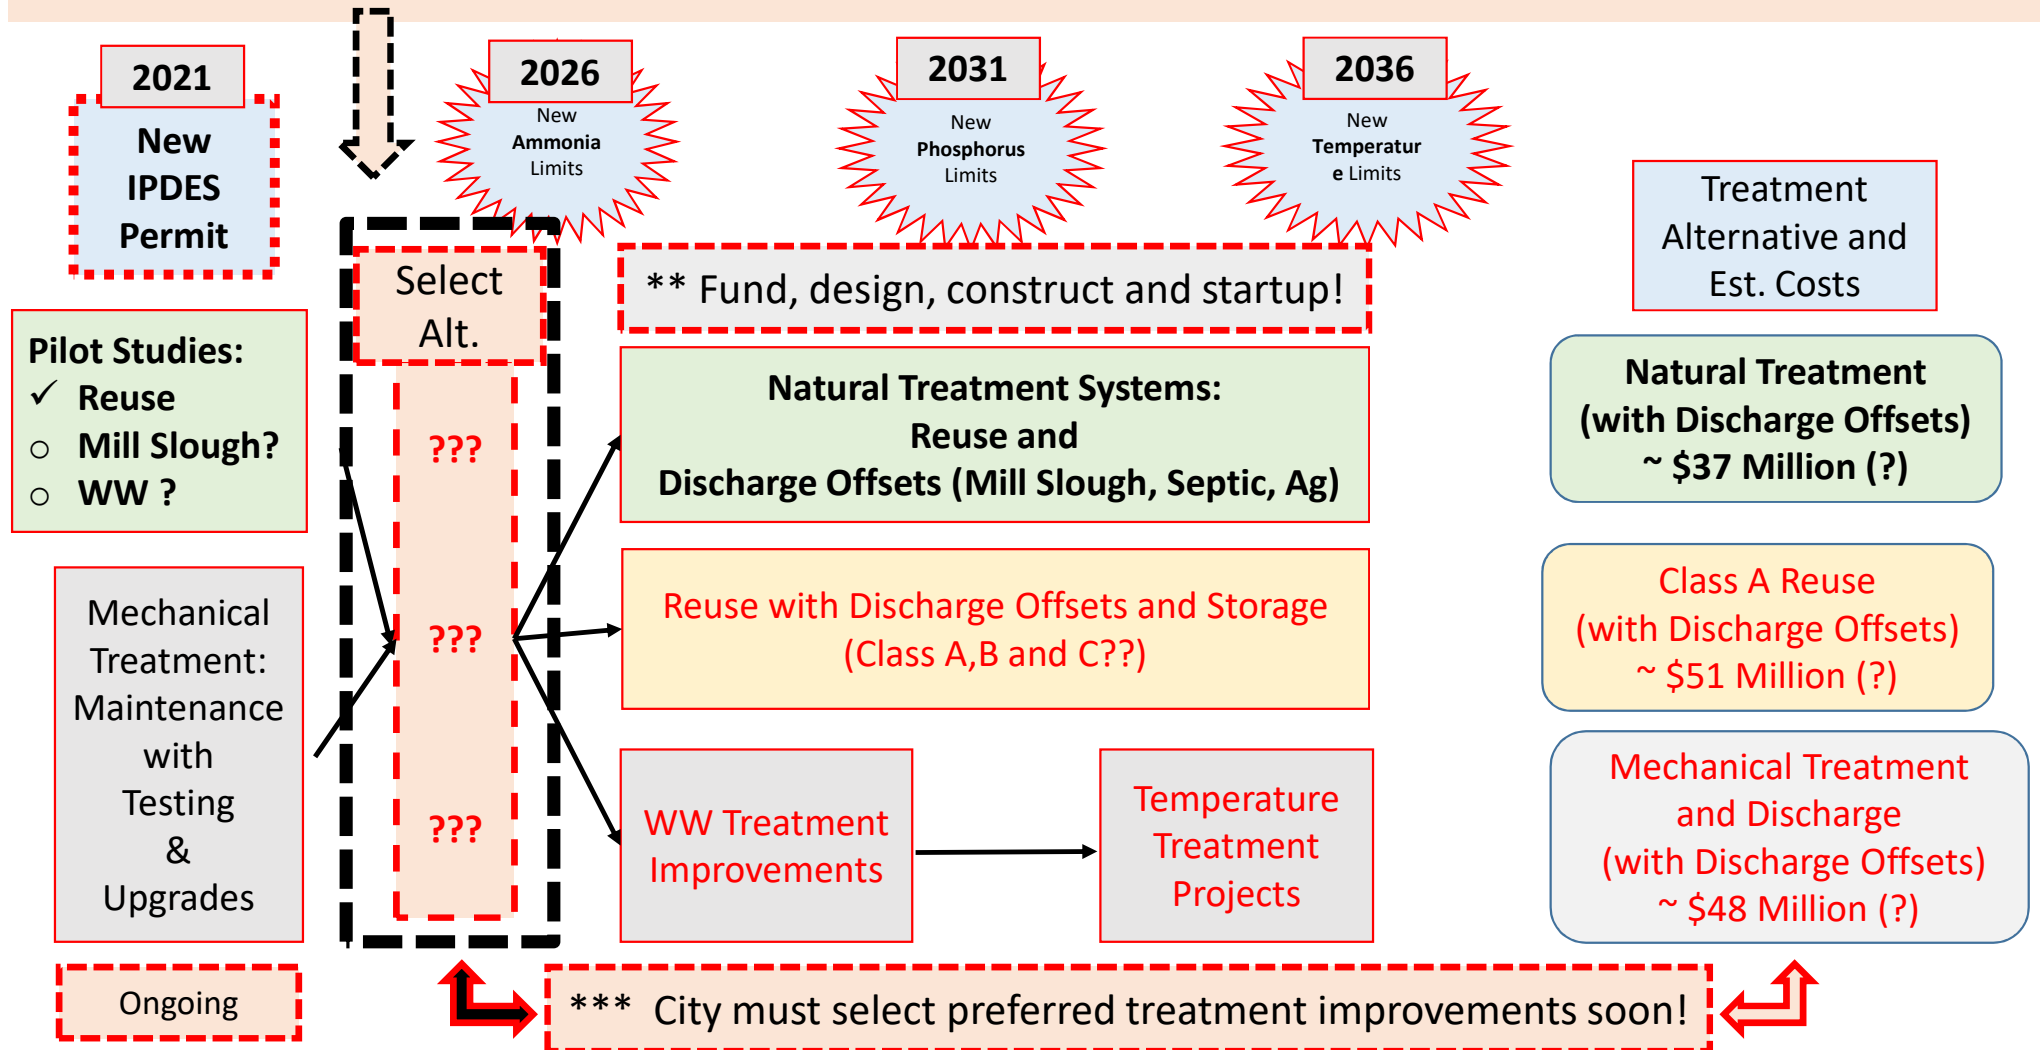 2021
New
IPDES
Permit
2026
New
Ammonia
Limits
2031
New
Phosphorus
Limits
2036
New
Temperatur
e Limits
Treatment
Alternative and
Est. Costs
Select
Alt.
** Fund, design, construct and startup!
Pilot Studies:
✓ Reuse
o Mill Slough?
o WW ?
Mechanical
Treatment:
Maintenance
with
Testing
&
Upgrades
???
???
???
Natural Treatment Systems:
Reuse and
Discharge Offsets (Mill Slough, Septic, Ag)
Reuse with Discharge Offsets and Storage
(Class A,B and C??)
WW Treatment
Improvements
Temperature
Treatment
Projects
Natural Treatment
(with Discharge Offsets)
~ $37 Million (?)
Class A Reuse
(with Discharge Offsets)
~ $51 Million (?)
Mechanical Treatment
and Discharge
(with Discharge Offsets)
~ $48 Million (?)
Ongoing
*** City must select preferred treatment improvements soon!